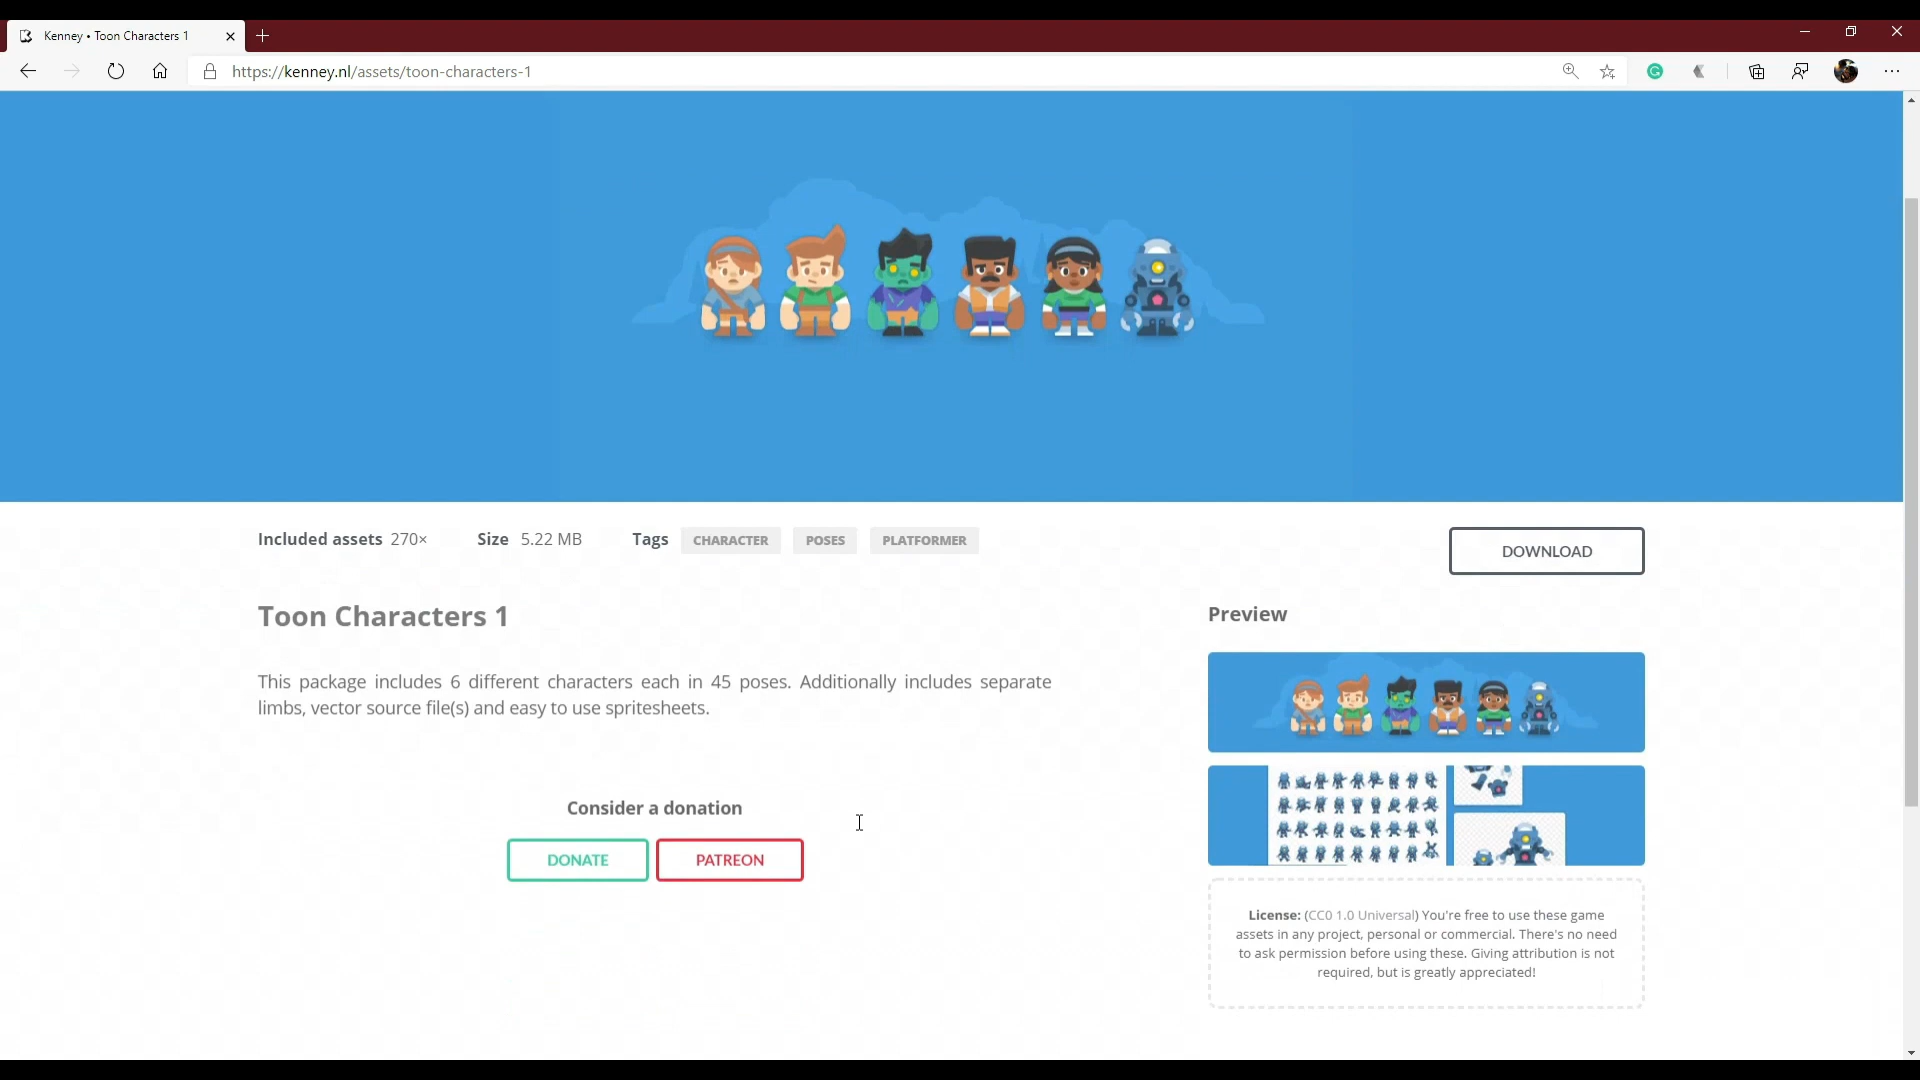 Kenney • Toon Characters 1
https://kenney.nl/assets/toon-characters-1
Included assets 270× Size 5.22 MB Tags CHARACTER POSES PLATFORMER
DOWNLOAD
Toon Characters 1
This package includes 6 different characters each in 45 poses. Additionally includes separate
limbs, vector source file(s) and easy to use spritesheets.
Consider a donation
DONATE PATREON
Preview
License: (CC0 1.0 Universal) You're free to use these game
assets in any project, personal or commercial. There's no need
to ask permission before using these. Giving attribution is not
required, but is greatly appreciated!